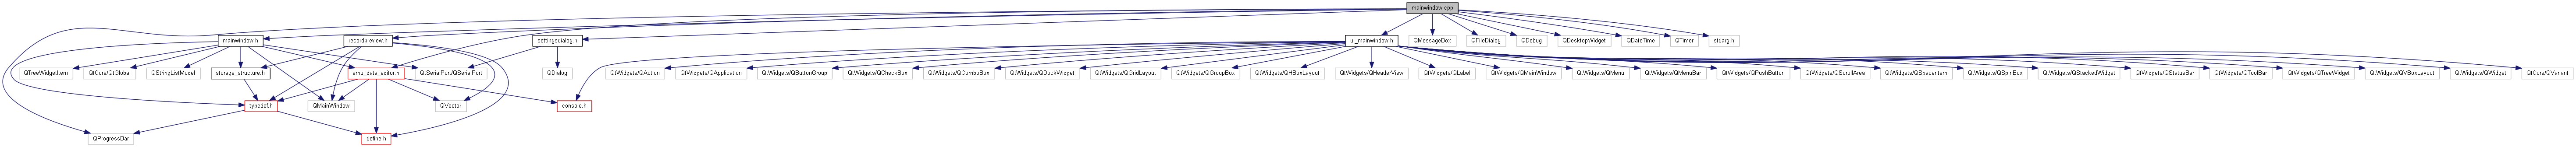 mainwindow.cpp
mainwindow.h
recordpreview.h
settingsdialog.h
ui_mainwindow.h
QMessageBox
QFileDialog
QDebug
QDesktopWidget
QDateTime
QTimer
stdarg.h
QTreeWidgetItem
QtCore/QtGlobal
QStringListModel
storage_structure.h
emu_data_editor.h
QtSerialPort/QSerialPort
QDialog
QtWidgets/QAction
QtWidgets/QApplication
QtWidgets/QButtonGroup
QtWidgets/QCheckBox
QtWidgets/QComboBox
QtWidgets/QDockWidget
QtWidgets/QGridLayout
QtWidgets/QGroupBox
QtWidgets/QHBoxLayout
QtWidgets/QHeaderView
QtWidgets/QLabel
QtWidgets/QMainWindow
QtWidgets/QMenu
QtWidgets/QMenuBar
QtWidgets/QPushButton
QtWidgets/QScrollArea
QtWidgets/QSpacerItem
QtWidgets/QSpinBox
QtWidgets/QStackedWidget
QtWidgets/QStatusBar
QtWidgets/QToolBar
QtWidgets/QTreeWidget
QtWidgets/QVBoxLayout
QtWidgets/QWidget
QtCore/QVariant
typedef.h
QMainWindow
QVector
console.h
QProgressBar
define.h